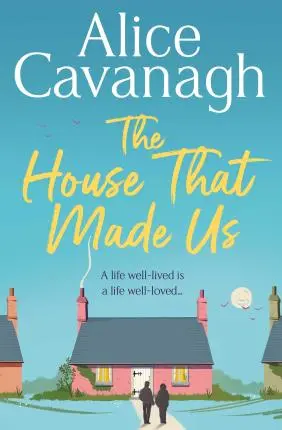 Alice
Cavanagh
The
House That
Made Us
A life well-lived is
a life well-loved...